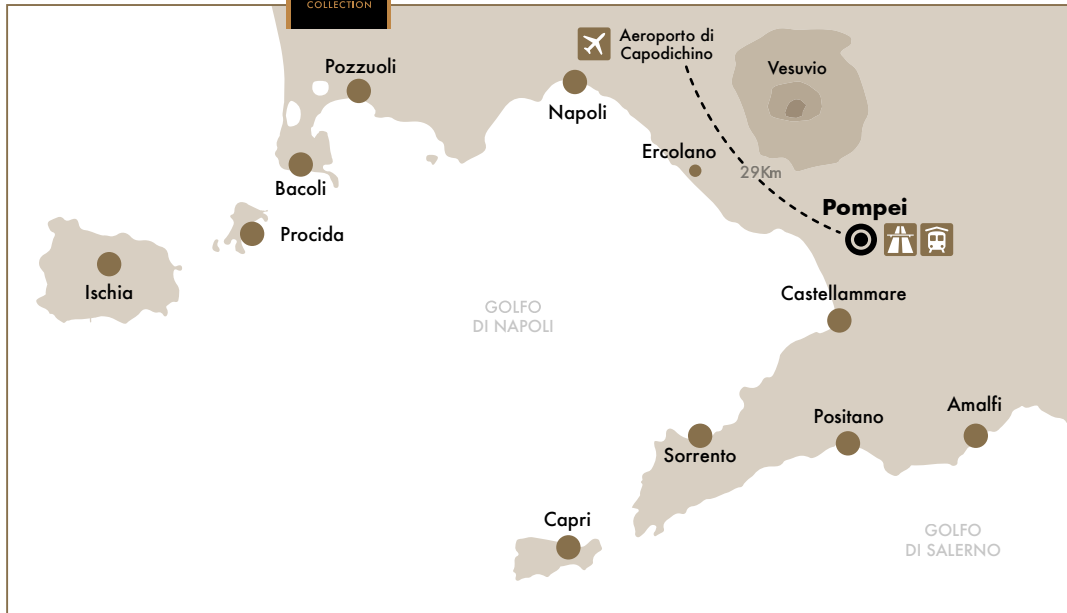 COLLECTION
Aeroporto di
Capodichino
Pozzuoli
Vesuvio
Napoli
Ercolano
29Km
Bacoli
Pompei
Procida
Ischia
Castellammare
GOLFO
DI NAPOLI
Amalfi
Positano
Sorrento
Capri
GOLFO
DI SALERNO